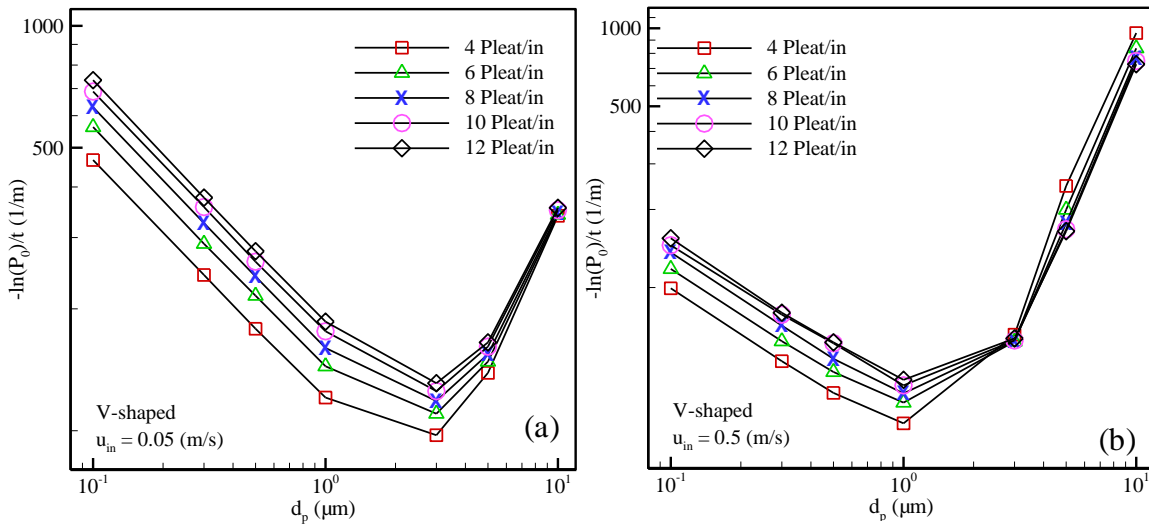 1000
500
-ln(P₀)/t (1/m)
4 Pleat/in
6 Pleat/in
8 Pleat/in
10 Pleat/in
12 Pleat/in
V-shaped
uᵢₙ = 0.05 (m/s)
(a)
10⁻¹
10⁰
10¹
dₚ (µm)
1000
500
-ln(P₀)/t (1/m)
4 Pleat/in
6 Pleat/in
8 Pleat/in
10 Pleat/in
12 Pleat/in
V-shaped
uᵢₙ = 0.5 (m/s)
(b)
10⁻¹
10⁰
10¹
dₚ (µm)